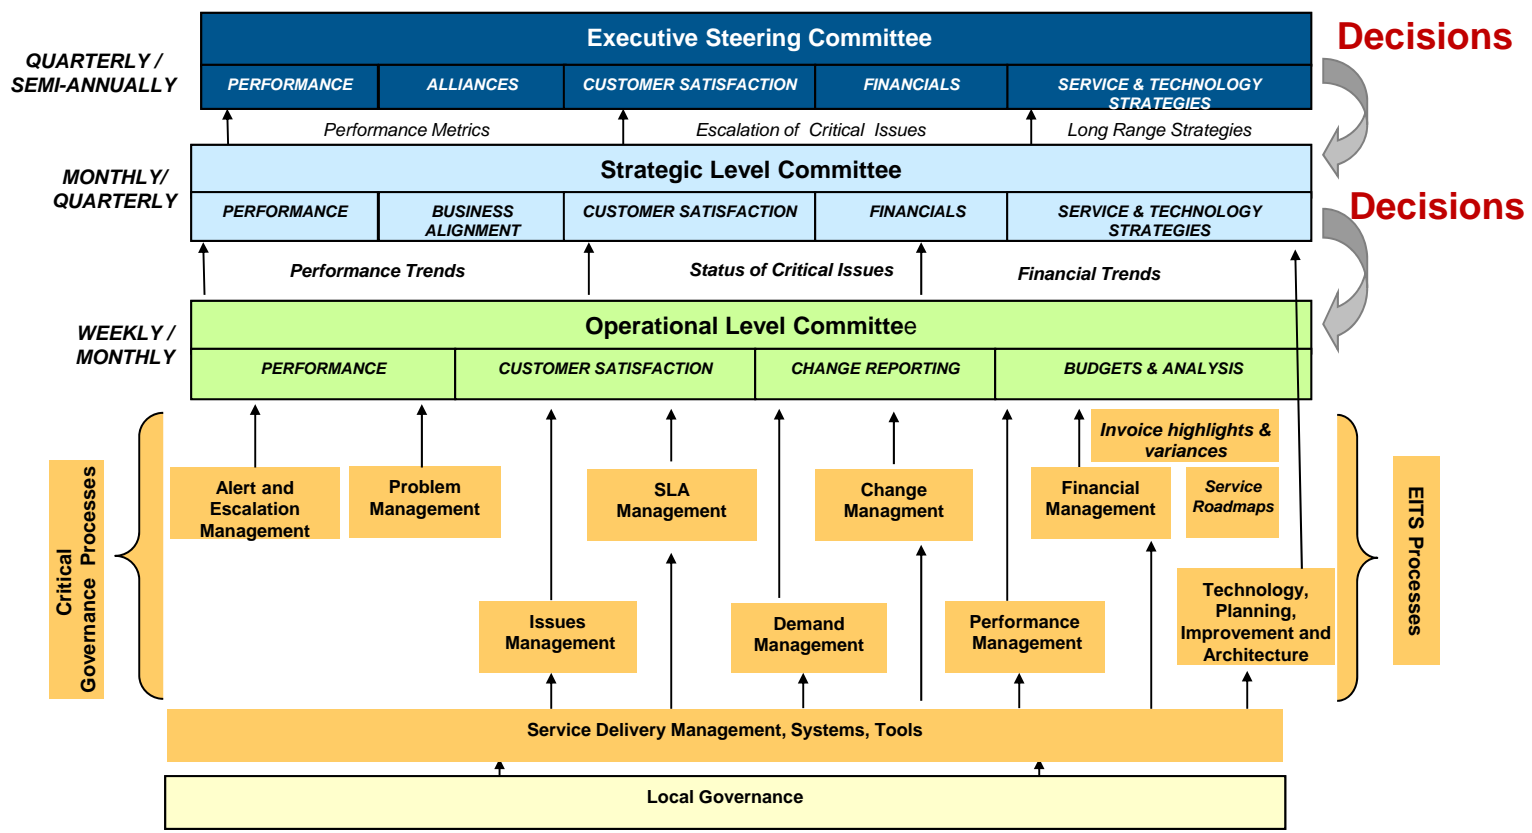 Executive Steering Committee
Decisions
QUARTERLY /
SEMI-ANNUALLY
PERFORMANCE
ALLIANCES
CUSTOMER SATISFACTION
FINANCIALS
SERVICE & TECHNOLOGY
STRATEGIES
Performance Metrics
Escalation of Critical Issues
Long Range Strategies
MONTHLY/
QUARTERLY
Strategic Level Committee
Decisions
PERFORMANCE
BUSINESS
ALIGNMENT
CUSTOMER SATISFACTION
FINANCIALS
SERVICE & TECHNOLOGY
STRATEGIES
Performance Trends
Status of Critical Issues
Financial Trends
WEEKLY /
MONTHLY
Operational Level Committee
PERFORMANCE
CUSTOMER SATISFACTION
CHANGE REPORTING
BUDGETS & ANALYSIS
Invoice highlights &
variances
Critical
Governance Processes
Alert and
Escalation
Management
Problem
Management
SLA
Management
Change
Managment
Financial
Management
Service
Roadmaps
EITS Processes
Issues
Management
Demand
Management
Performance
Management
Technology,
Planning,
Improvement and
Architecture
Service Delivery Management, Systems, Tools
Local Governance